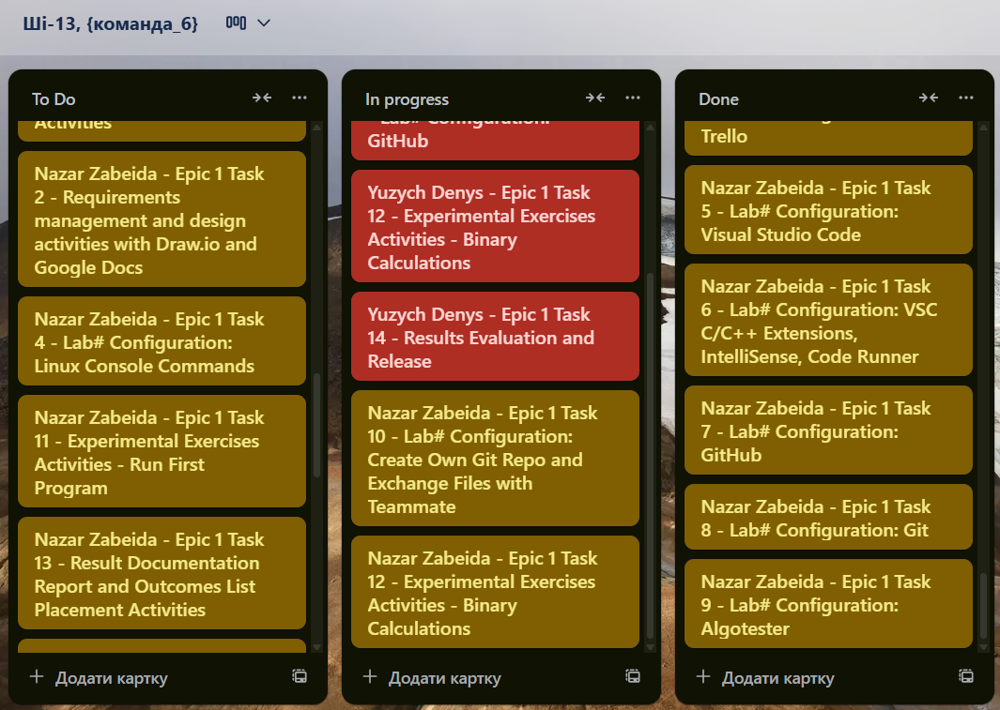 Ші-13, {команда_6}
To Do
Activities
Nazar Zabeida - Epic 1 Task
2 - Requirements
management and design
activities with Draw.io and
Google Docs
Nazar Zabeida - Epic 1 Task
4 - Lab# Configuration:
Linux Console Commands
Nazar Zabeida - Epic 1 Task
11 - Experimental Exercises
Activities - Run First
Program
Nazar Zabeida - Epic 1 Task
13 - Result Documentation
Report and Outcomes List
Placement Activities
Додати картку
In progress
- Lab# Configuration:
GitHub
Yuzych Denys - Epic 1 Task
12 - Experimental Exercises
Activities - Binary
Calculations
Yuzych Denys - Epic 1 Task
14 - Results Evaluation and
Release
Nazar Zabeida - Epic 1 Task
10 - Lab# Configuration:
Create Own Git Repo and
Exchange Files with
Teammate
Nazar Zabeida - Epic 1 Task
12 - Experimental Exercises
Activities - Binary
Calculations
Додати картку
Done
Trello
Nazar Zabeida - Epic 1 Task
5 - Lab# Configuration:
Visual Studio Code
Nazar Zabeida - Epic 1 Task
6 - Lab# Configuration: VSC
C/C++ Extensions,
IntelliSense, Code Runner
Nazar Zabeida - Epic 1 Task
7 - Lab# Configuration:
GitHub
Nazar Zabeida - Epic 1 Task
8 - Lab# Configuration: Git
Nazar Zabeida - Epic 1 Task
9 - Lab# Configuration:
Algotester
Додати картку